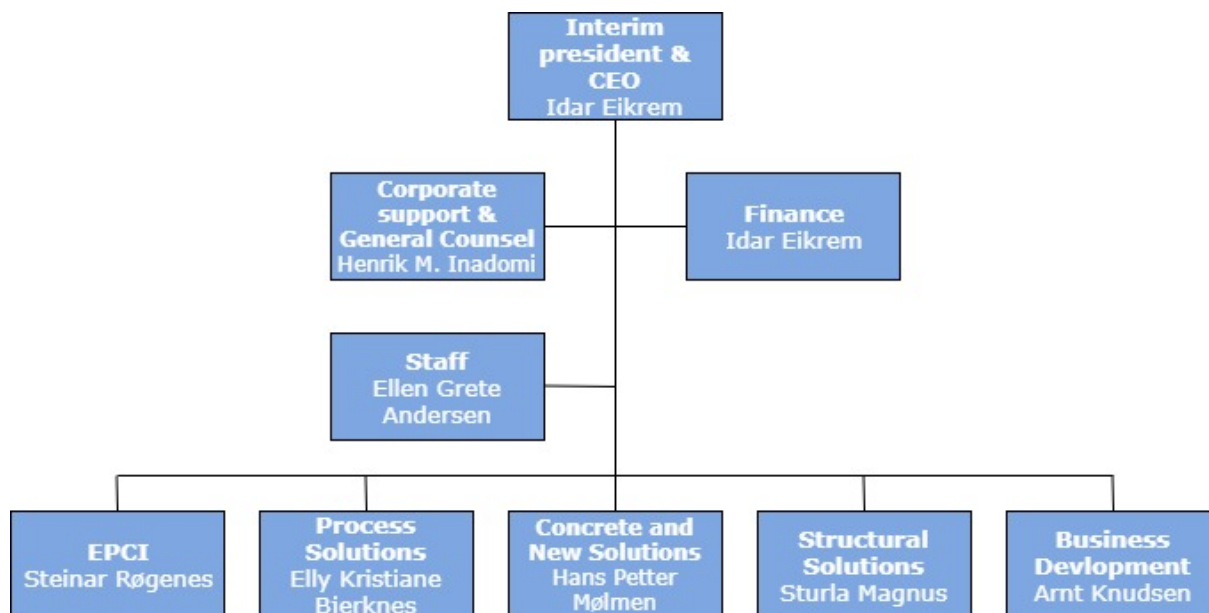 Interim
president &
CEO
Idar Eikrem
Corporate
support &
General Counsel
Henrik M. Inadomi
Finance
Idar Eikrem
Staff
Ellen Grete
Andersen
EPCI
Steinar Røgenes
Process
Solutions
Elly Kristiane
Bjerknes
Concrete and
New Solutions
Hans Petter
Mølmen
Structural
Solutions
Sturla Magnus
Business
Devlopment
Arnt Knudsen